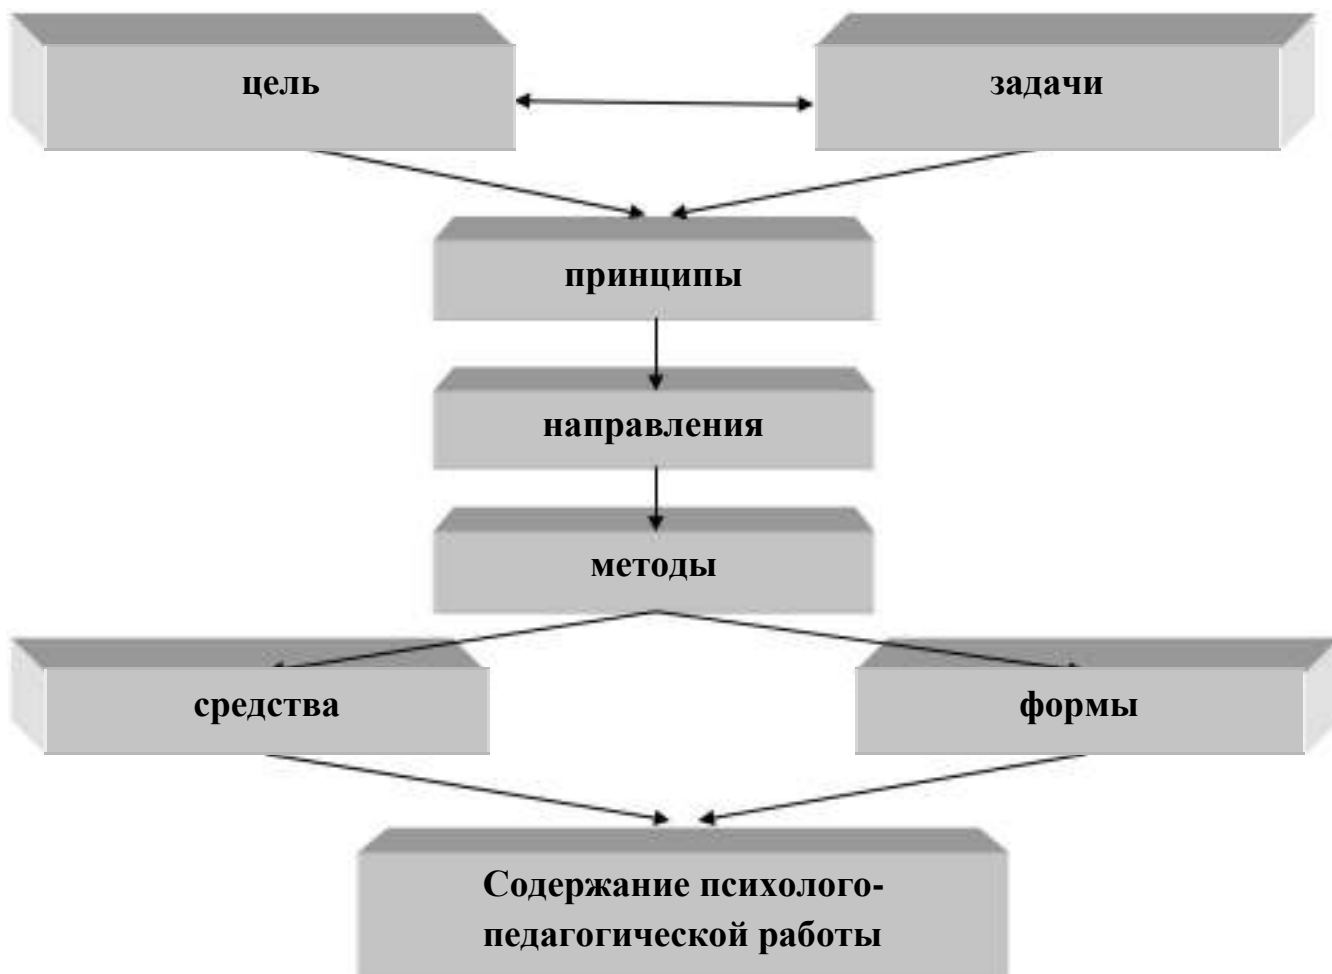 цель
задачи
принципы
направления
методы
средства
формы
Содержание психолого-
педагогической работы